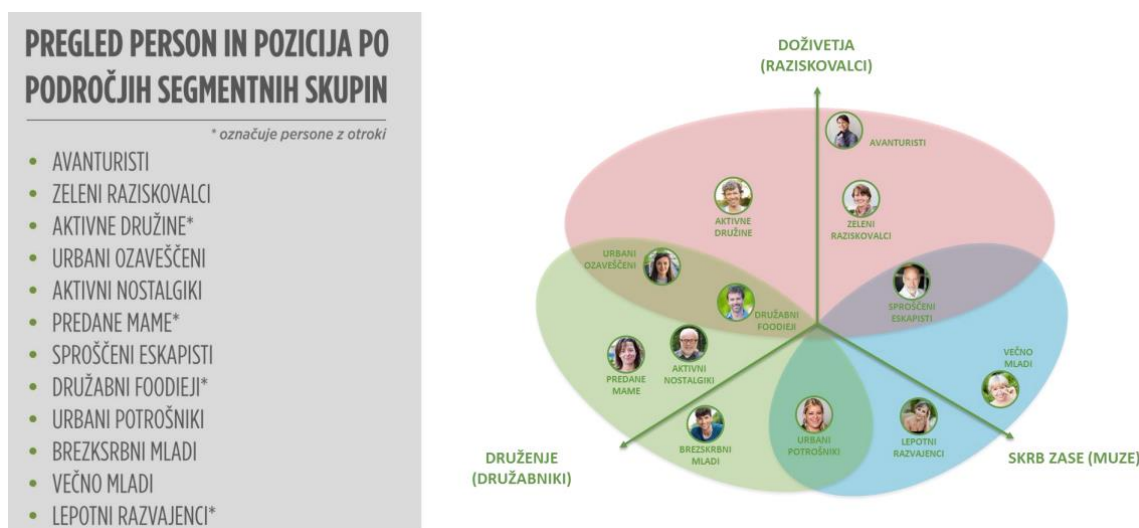 PREGLED PERSON IN POZICIJA PO
PODROČJIH SEGMENTNIH SKUPIN
* označuje persone z otroki
• AVANTURISTI
• ZELENI RAZISKOVALCI
• AKTIVNE DRUŽINE*
• URBANI OZAVEŠČENI
• AKTIVNI NOSTALGIKI
• PREDANE MAME*
• SPROŠČENI ESKAPISTI
• DRUŽABNI FOODIEJI*
• URBANI POTROŠNIKI
• BREZKSRBNI MLADI
• VEČNO MLADI
• LEPOTNI RAZVAJENCI*
DOŽIVETJA
(RAZISKOVALCI)
AVANTURISTI
AKTIVNE
DRUŽINE
ZELENI
RAZISKOVALCI
URBANI
OZAVEŠČENI
SPROŠČENI
ESKAPISTI
DRUŽABNI
FOODIEJI
VEČNO
MLADI
PREDANE
MAME
AKTIVNI
NOSTALGIKI
BREZSKRBNI
MLADI
URBANI
POTROŠNIKI
LEPOTNI
RAZVAJENCI
DRUŽENJE
(DRUŽABNIKI)
SKRB ZASE (MUZE)